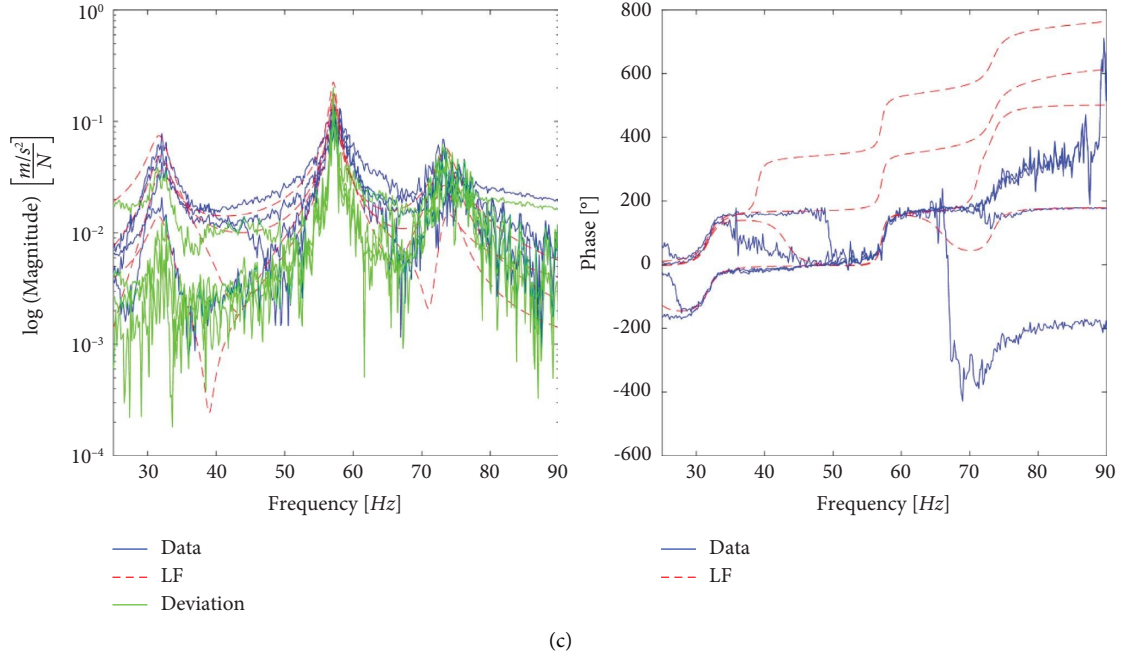 10⁰
10⁻¹
10⁻²
10⁻³
10⁻⁴
log (Magnitude) [m/s²/N]
30 40 50 60 70 80 90
Frequency [Hz]
Data
LF
Deviation
800
600
400
200
0
-200
-400
-600
Phase [°]
30 40 50 60 70 80 90
Frequency [Hz]
Data
LF
(c)